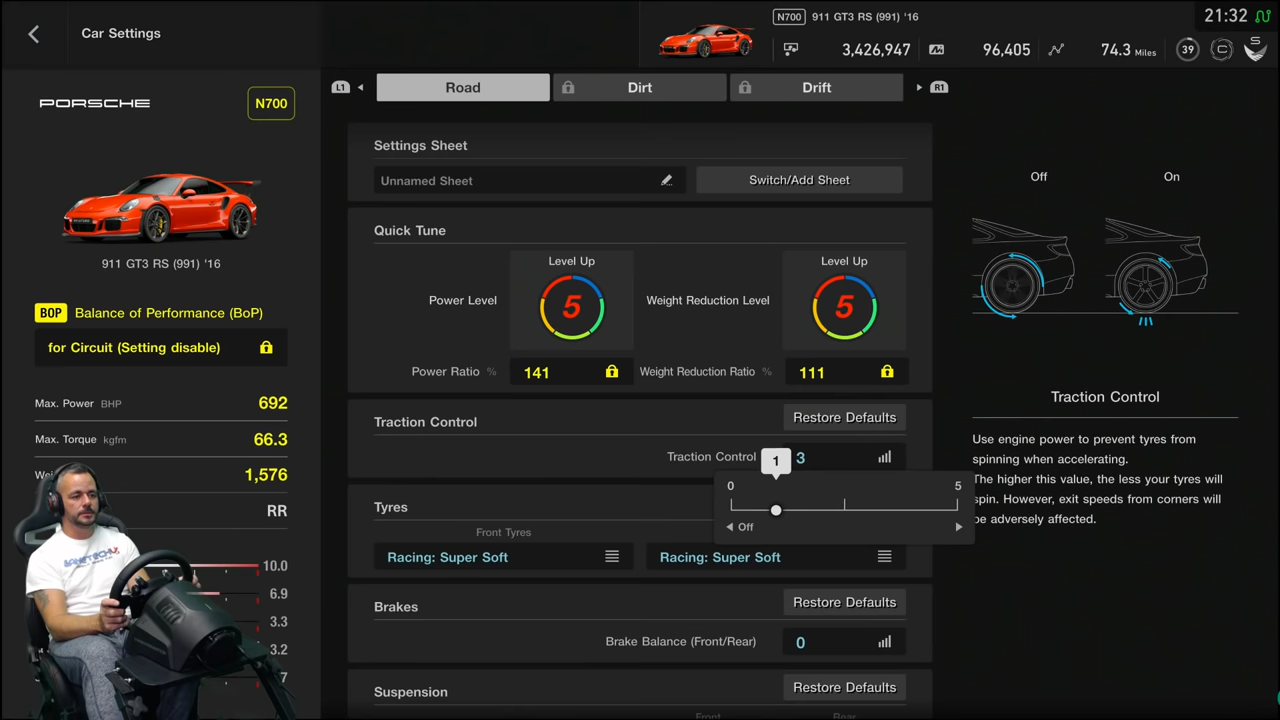 Car Settings
N700 911 GT3 RS (991) '16
3,426,947
96,405
74.3 Miles
39
C
S
21:32
PORSCHE
N700
911 GT3 RS (991) '16
BOP Balance of Performance (BoP)
for Circuit (Setting disable)
Max. Power BHP 692
Max. Torque kgfm 66.3
1,576
RR
10.0
6.9
3.3
3.2
L1 Road Dirt Drift R1
Settings Sheet
Unnamed Sheet Switch/Add Sheet
Quick Tune
Level Up Level Up
Power Level 5 Weight Reduction Level 5
Power Ratio % 141 Weight Reduction Ratio % 111
Traction Control Restore Defaults
Traction Control 3
1
0 5
Off
Tyres
Front Tyres
Racing: Super Soft Racing: Super Soft
Brakes Restore Defaults
Brake Balance (Front/Rear) 0
Suspension Restore Defaults
Front Rear
Off On
Traction Control
Use engine power to prevent tyres from
spinning when accelerating.
The higher this value, the less your tyres will
spin. However, exit speeds from corners will
be adversely affected.